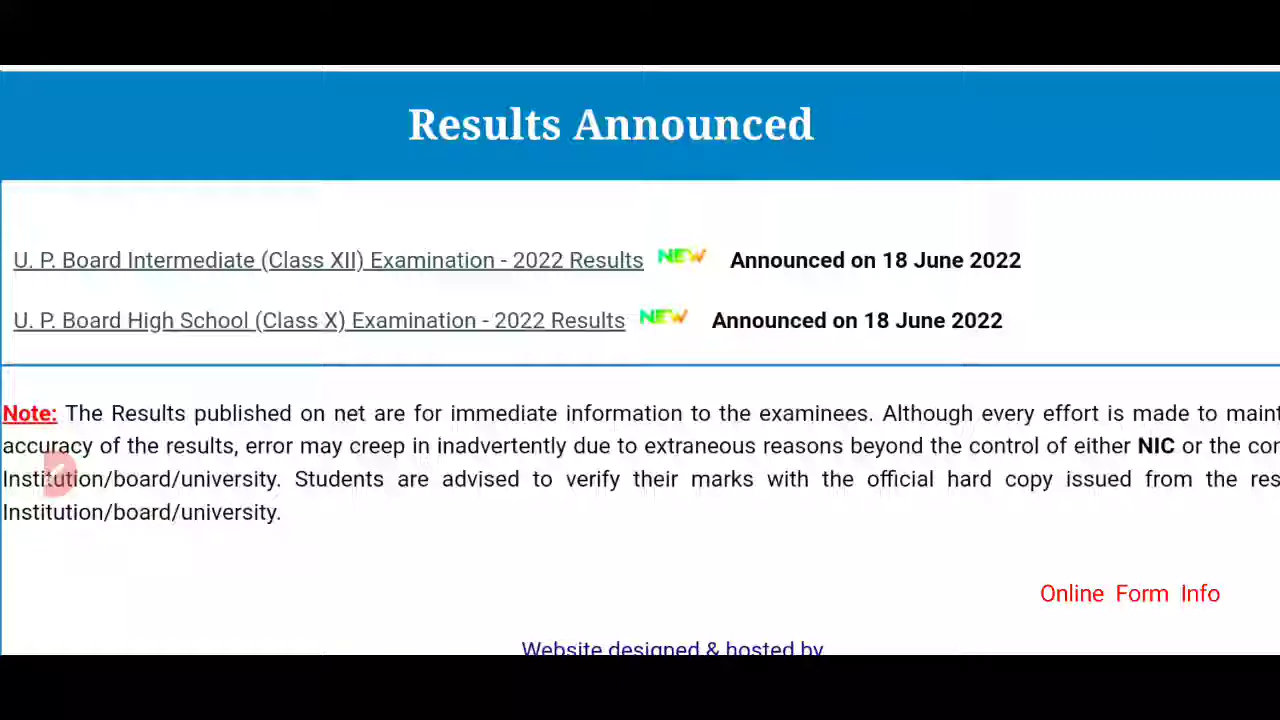 Results Announced
U. P. Board Intermediate (Class XII) Examination - 2022 Results NEW Announced on 18 June 2022
U. P. Board High School (Class X) Examination - 2022 Results NEW Announced on 18 June 2022
Note: The Results published on net are for immediate information to the examinees. Although every effort is made to maint
accuracy of the results, error may creep in inadvertently due to extraneous reasons beyond the control of either NIC or the cor
Institution/board/university. Students are advised to verify their marks with the official hard copy issued from the res
Institution/board/university.
Online Form Info
Website designed & hosted by